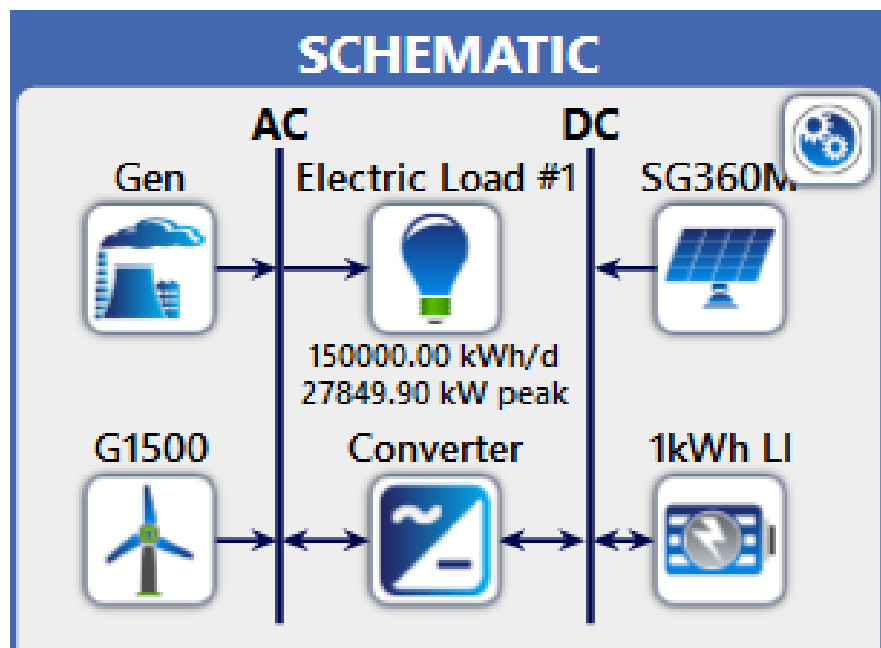 SCHEMATIC
AC DC
Gen Electric Load #1 SG360M
150000.00 kWh/d
27849.90 kW peak
G1500 Converter 1kWh LI